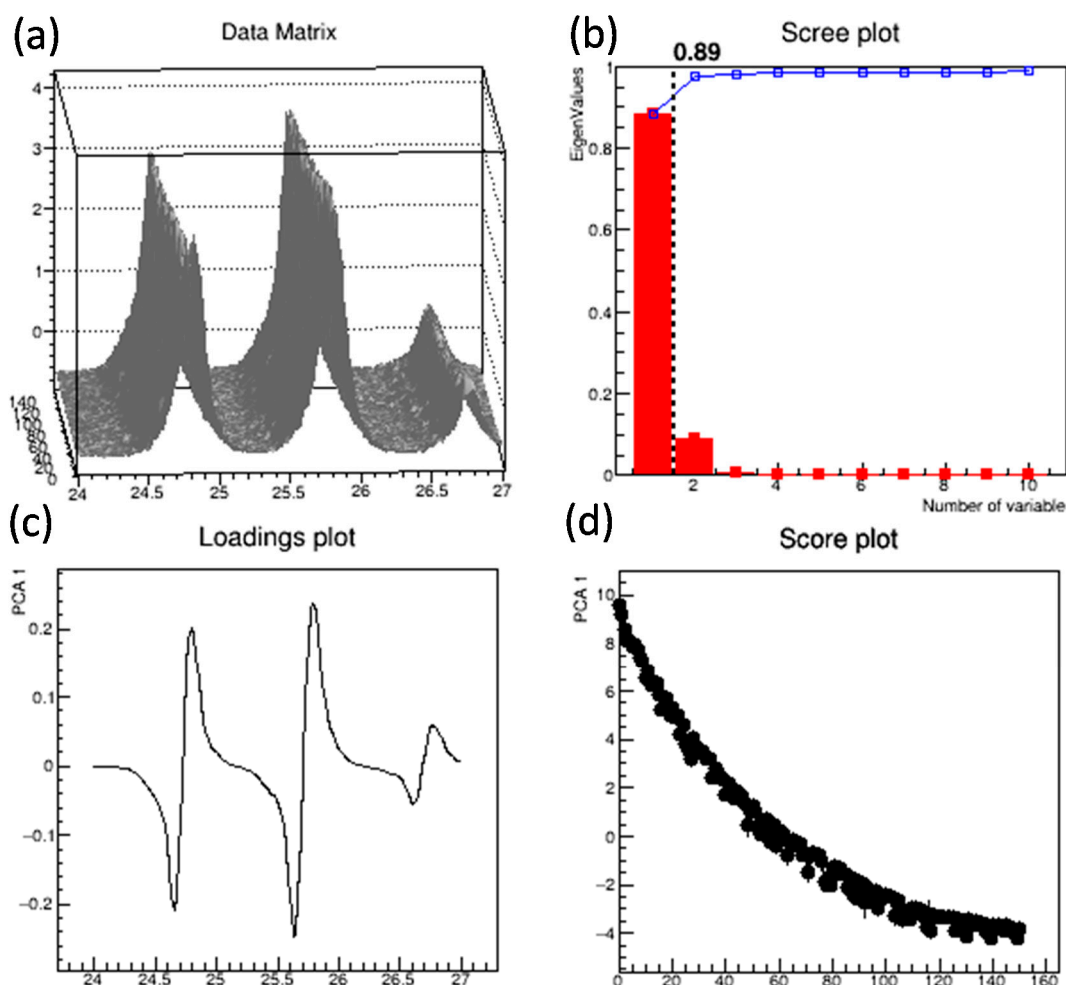 (a)
Data Matrix
4
3
2
1
0
140
120
100
80
60
40
20
0
24 24.5 25 25.5 26 26.5 27
(b)
Scree plot
0.89
EigenValues
1
0.8
0.6
0.4
0.2
0
2 4 6 8 10
Number of variable
(c)
Loadings plot
PCA 1
0.2
0.1
0
−0.1
−0.2
24 24.5 25 25.5 26 26.5 27
(d)
Score plot
PCA 1
10
8
6
4
2
0
−2
−4
0 20 40 60 80 100 120 140 160